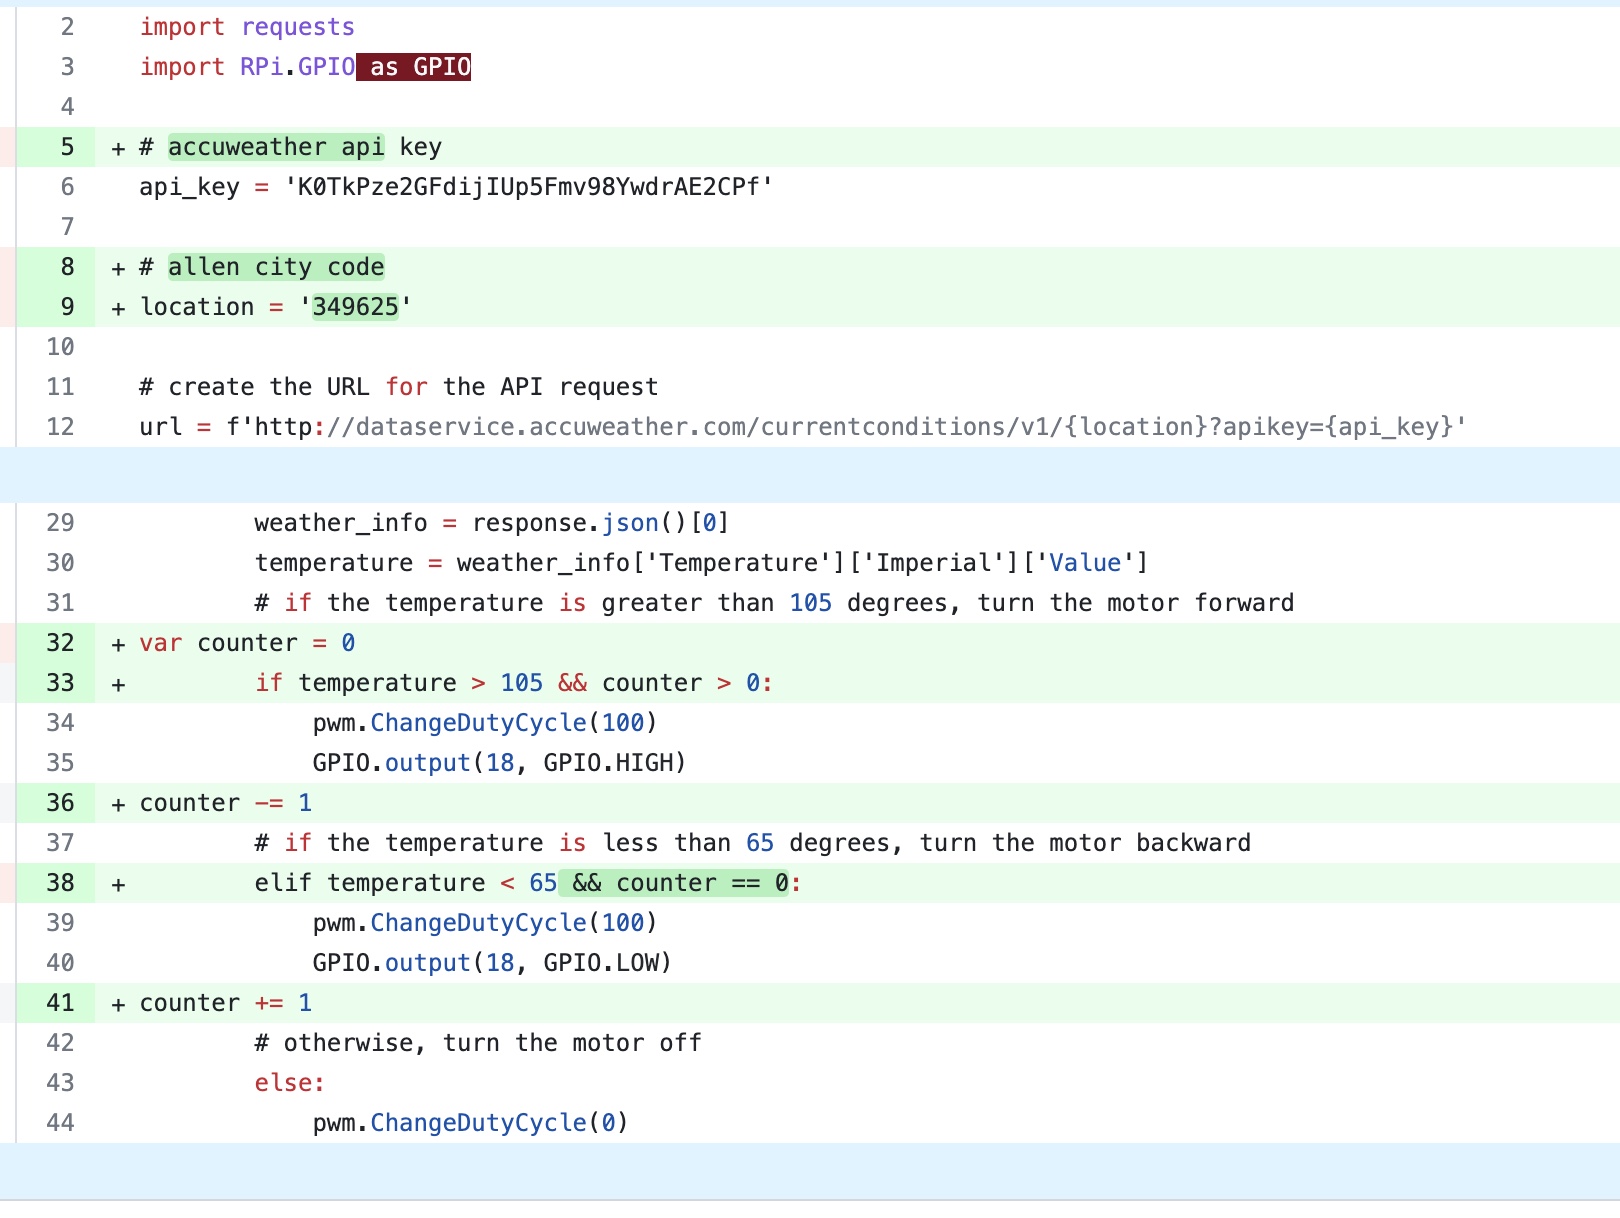 2 import requests
3 import RPi.GPIO as GPIO
4
5 + # accuweather api key
6 api_key = 'K0TkPze2GFdijIUp5Fmv98YwdrAE2CPf'
7
8 + # allen city code
9 + location = '349625'
10
11 # create the URL for the API request
12 url = f'http://dataservice.accuweather.com/currentconditions/v1/{location}?apikey={api_key}'
29 weather_info = response.json()[0]
30 temperature = weather_info['Temperature']['Imperial']['Value']
31 # if the temperature is greater than 105 degrees, turn the motor forward
32 + var counter = 0
33 + if temperature > 105 && counter > 0:
34 pwm.ChangeDutyCycle(100)
35 GPIO.output(18, GPIO.HIGH)
36 + counter -= 1
37 # if the temperature is less than 65 degrees, turn the motor backward
38 + elif temperature < 65 && counter == 0:
39 pwm.ChangeDutyCycle(100)
40 GPIO.output(18, GPIO.LOW)
41 + counter += 1
42 # otherwise, turn the motor off
43 else:
44 pwm.ChangeDutyCycle(0)